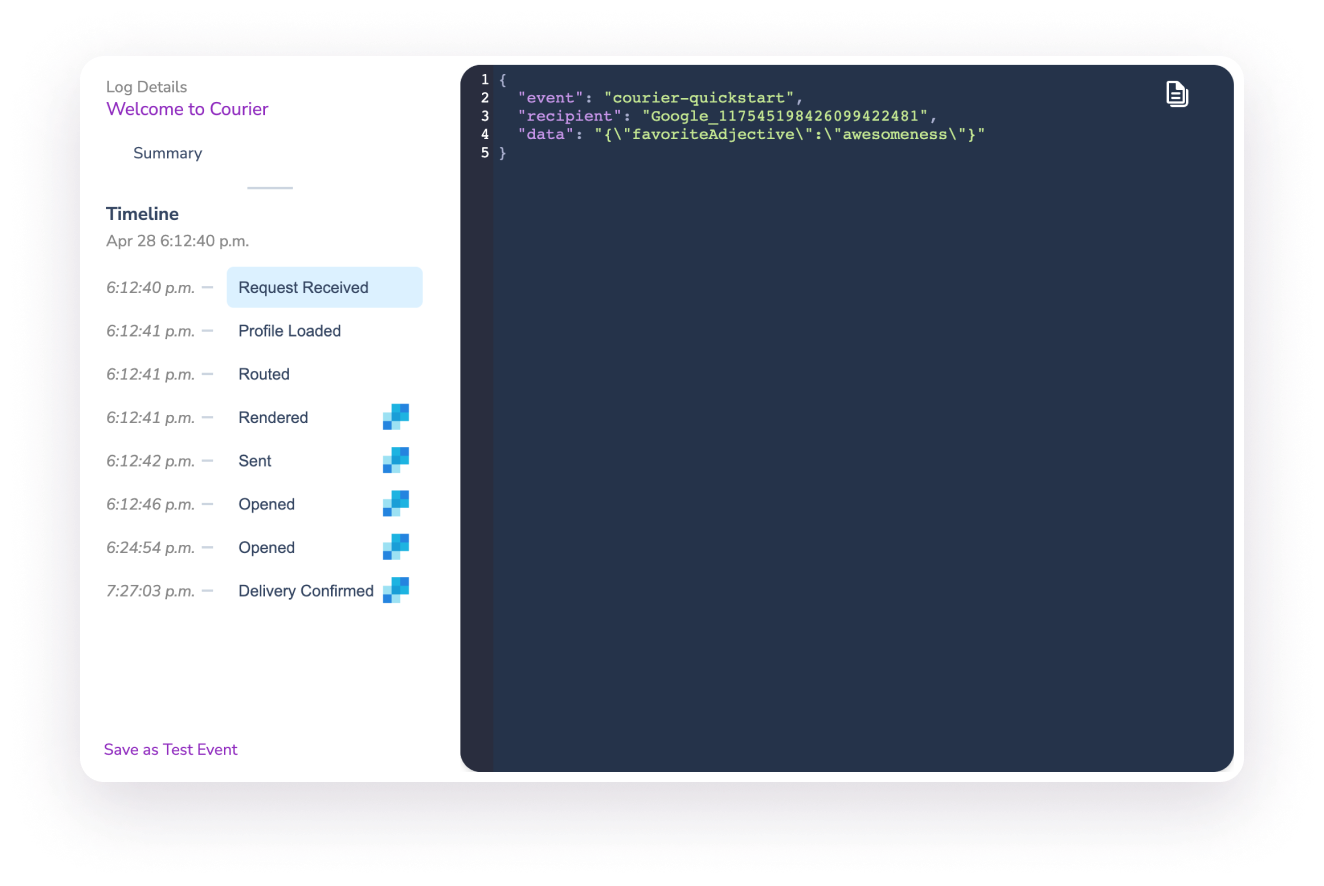 Log Details
Welcome to Courier
Summary
Timeline
Apr 28 6:12:40 p.m.
6:12:40 p.m. Request Received
6:12:41 p.m. Profile Loaded
6:12:41 p.m. Routed
6:12:41 p.m. Rendered
6:12:42 p.m. Sent
6:12:46 p.m. Opened
6:24:54 p.m. Opened
7:27:03 p.m. Delivery Confirmed
Save as Test Event
1 {
2 "event": "courier-quickstart",
3 "recipient": "Google_117545198426099422481",
4 "data": "{\"favoriteAdjective\":\"awesomeness\"}"
5 }